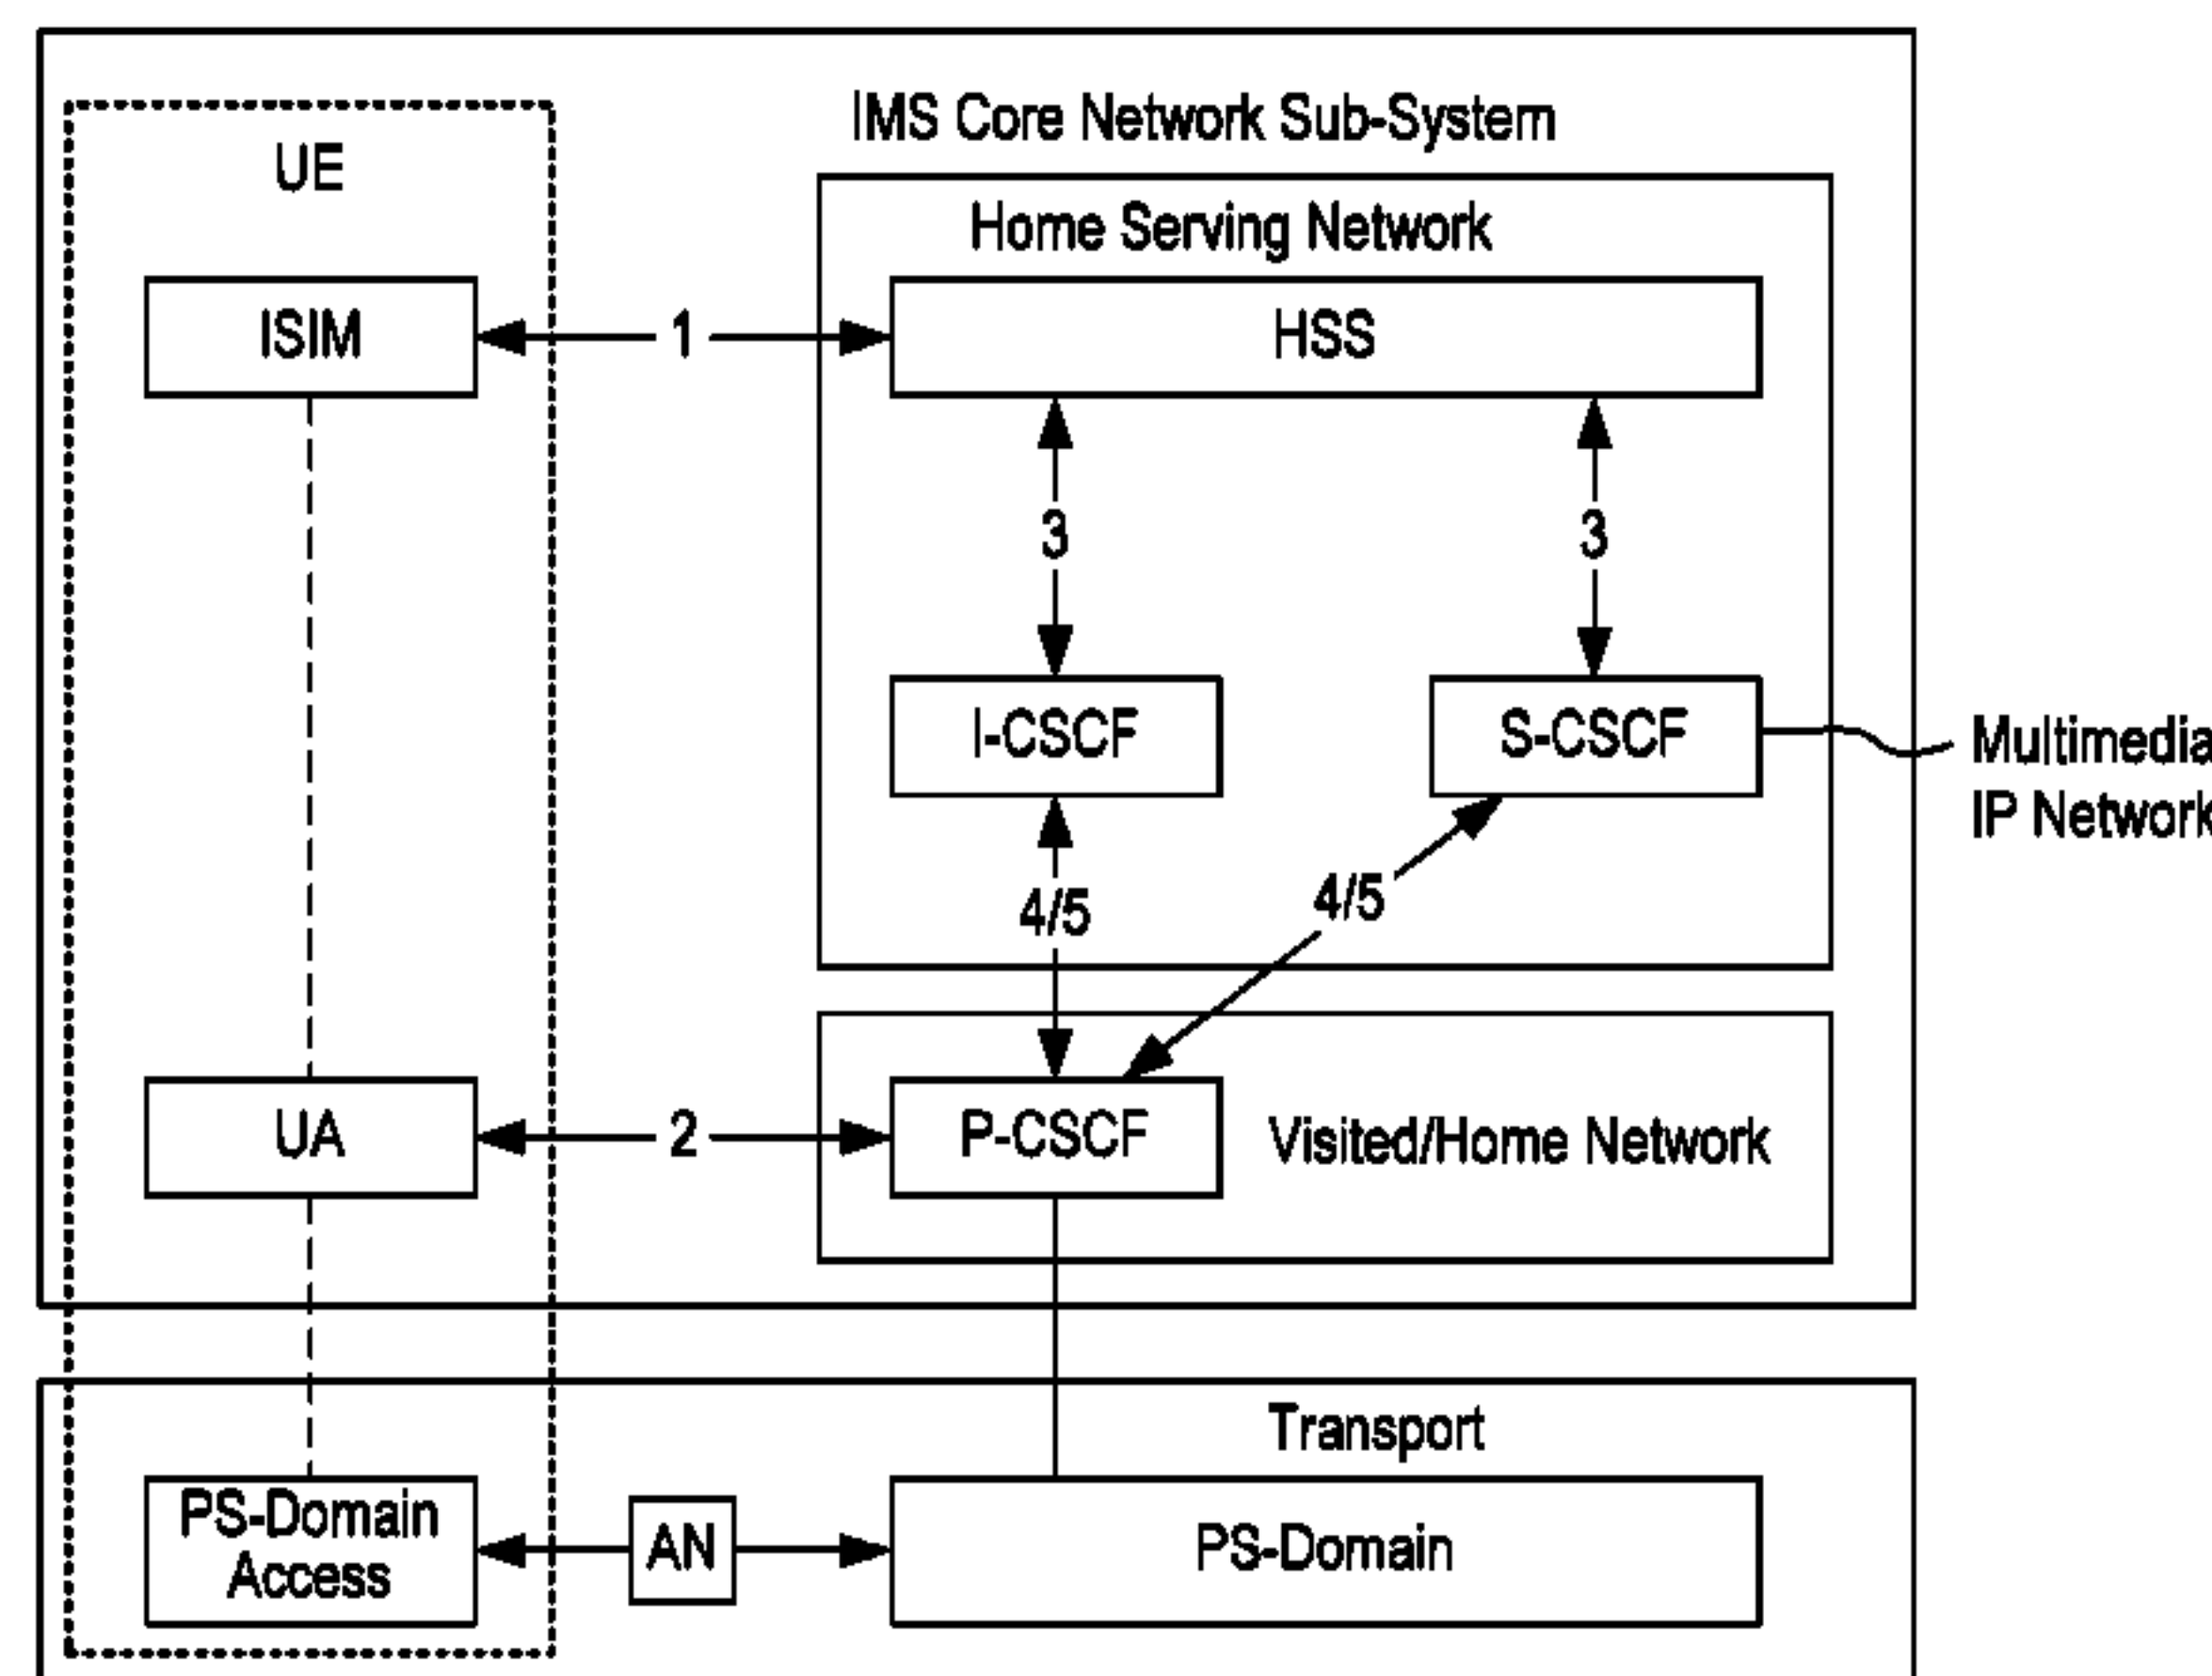 IMS Core Network Sub-System
UE
Home Serving Network
ISIM
1
HSS
3
3
I-CSCF
S-CSCF
Multimedia
IP Network
4/5
4/5
UA
2
P-CSCF
Visited/Home Network
Transport
PS-Domain
Access
AN
PS-Domain